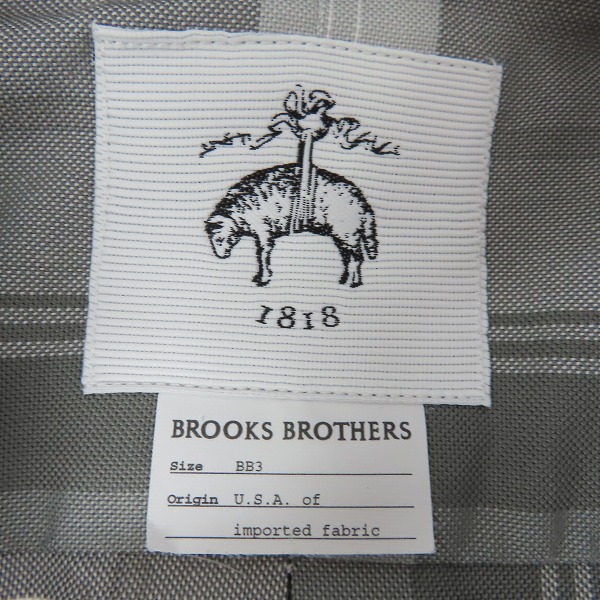 1818
BROOKS BROTHERS
Size BB3
Origin U.S.A. of
imported fabric